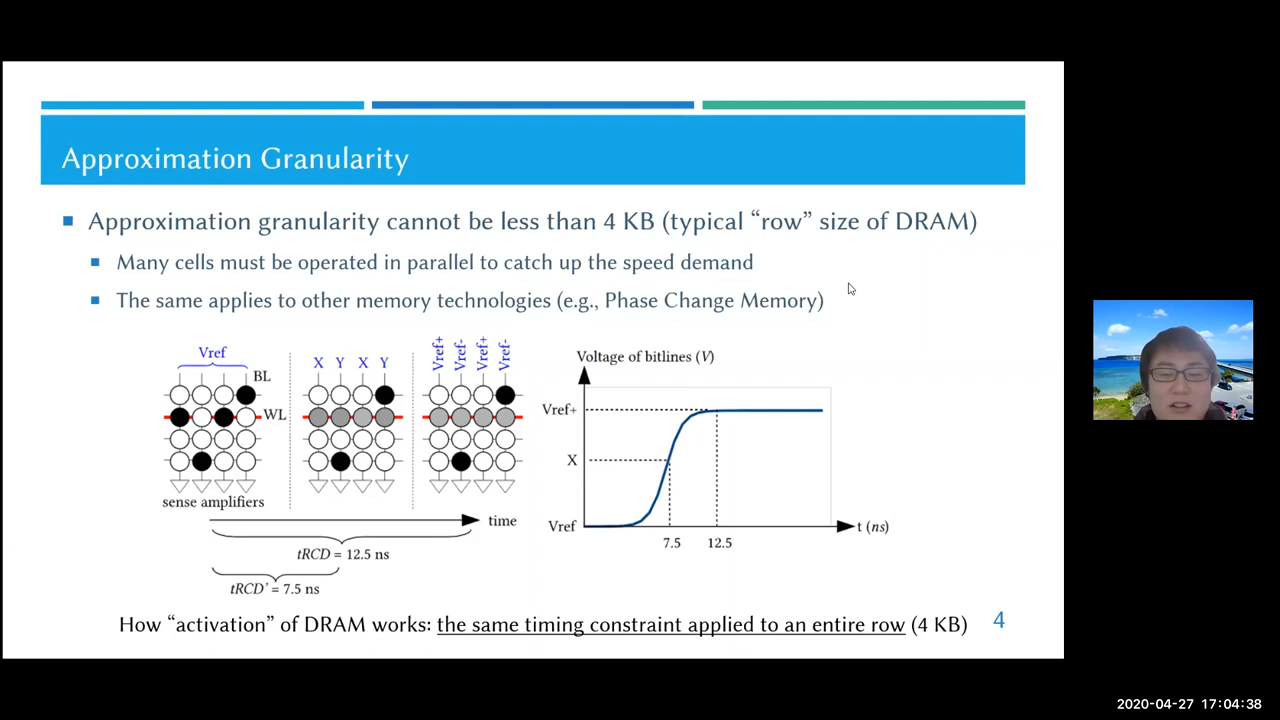 Approximation Granularity
Approximation granularity cannot be less than 4 KB (typical “row” size of DRAM)
Many cells must be operated in parallel to catch up the speed demand
The same applies to other memory technologies (e.g., Phase Change Memory)
Vref
BL
WL
sense amplifiers
X Y X Y
Vref+ Vref- Vref+ Vref-
time
tRCD = 12.5 ns
tRCD' = 7.5 ns
Voltage of bitlines (V)
Vref+
X
Vref
t (ns)
7.5 12.5
How “activation” of DRAM works: the same timing constraint applied to an entire row (4 KB)
4
2020-04-27 17:04:38